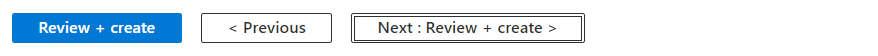 Review + create < Previous Next : Review + create >